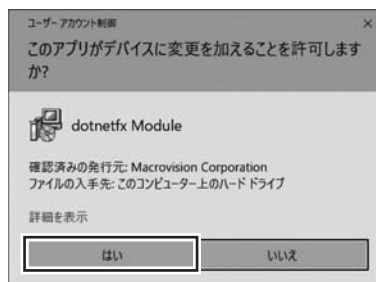 ユーザー アカウント制御
×
このアプリがデバイスに変更を加えることを許可します
か?
dotnetfx Module
確認済みの発行元: Macrovision Corporation
ファイルの入手先: このコンピューター上のハード ドライブ
詳細を表示
はい
いいえ